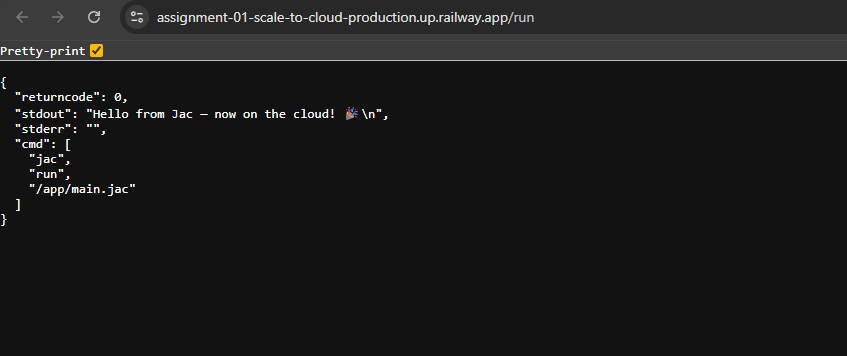 assignment-01-scale-to-cloud-production.up.railway.app/run
Pretty-print
{
  "returncode": 0,
  "stdout": "Hello from Jac — now on the cloud! 🎉\n",
  "stderr": "",
  "cmd": [
    "jac",
    "run",
    "/app/main.jac"
  ]
}